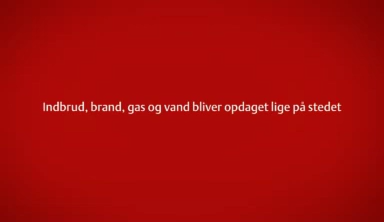 Indbrud, brand, gas og vand bliver opdaget lige på stedet